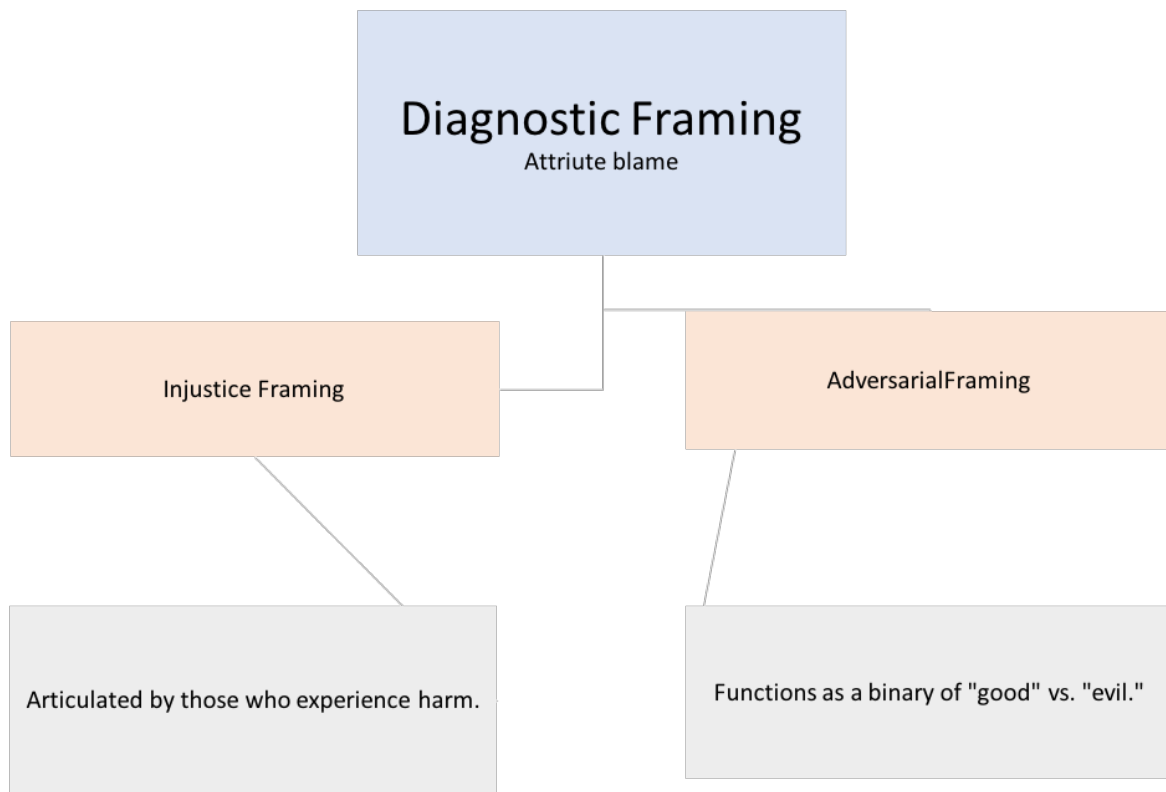 Diagnostic Framing
Attriute blame
Injustice Framing
AdversarialFraming
Articulated by those who experience harm.
Functions as a binary of "good" vs. "evil."